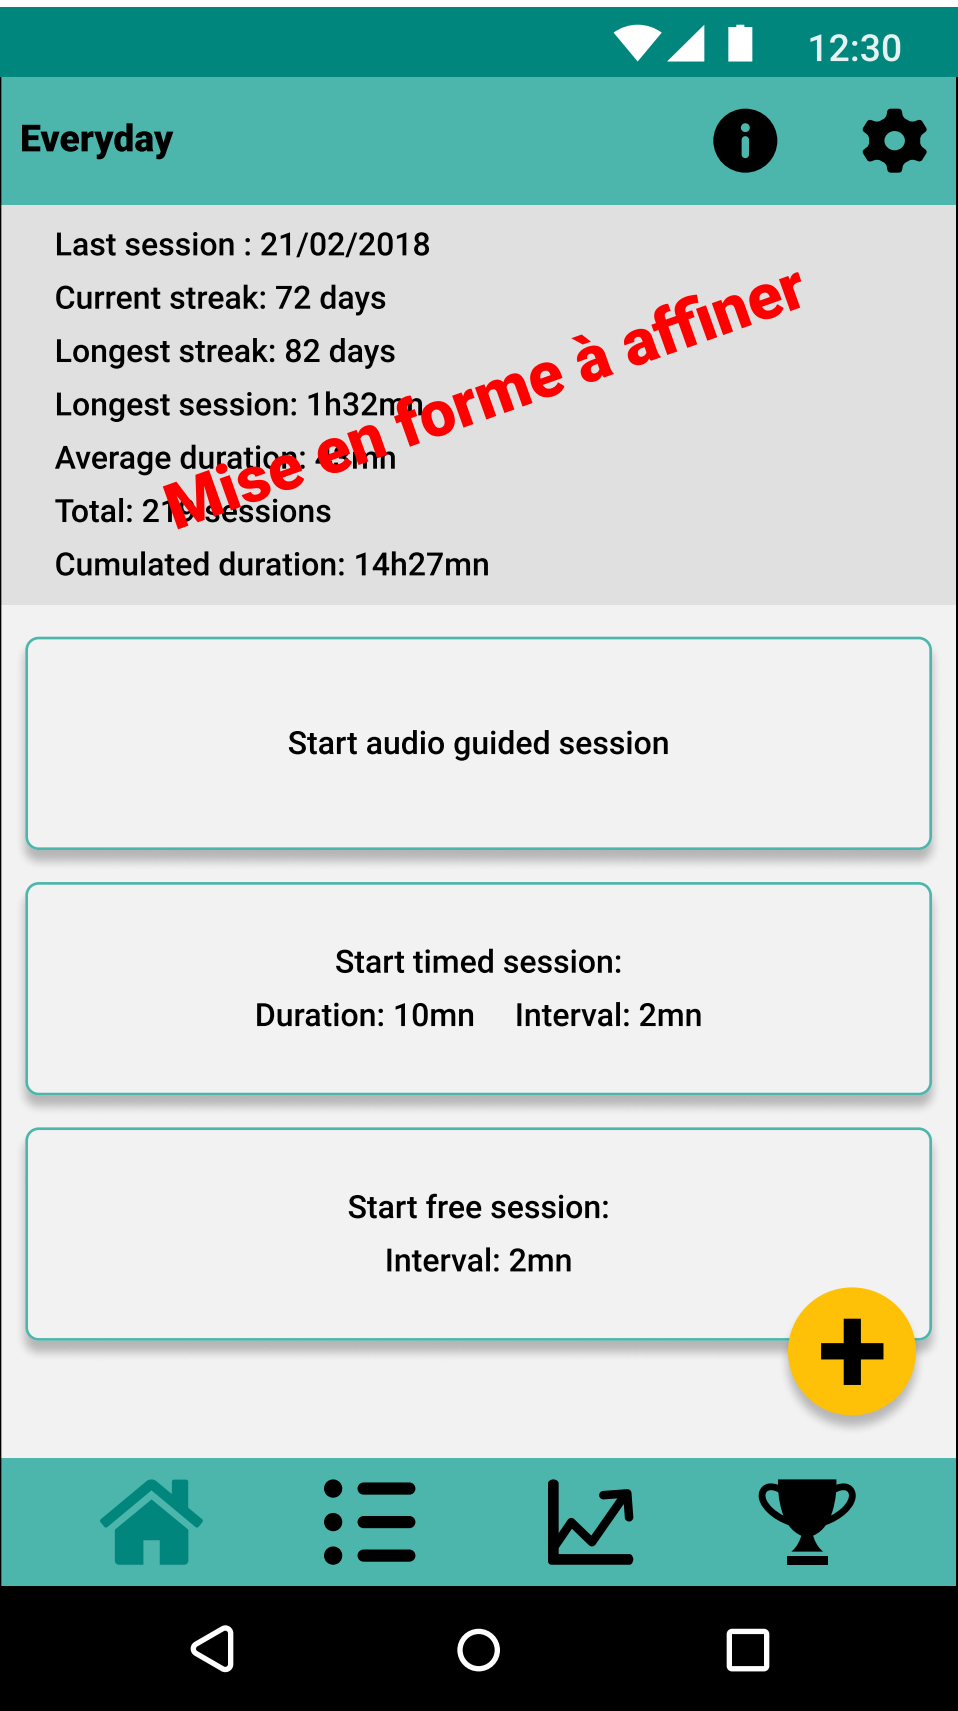 12:30
Everyday
Last session : 21/02/2018
Current streak: 72 days
Longest streak: 82 days
Longest session: 1h32mn
Average duration: 43mn
Total: 219 sessions
Cumulated duration: 14h27mn
Mise en forme à affiner
Start audio guided session
Start timed session:
Duration: 10mn Interval: 2mn
Start free session:
Interval: 2mn